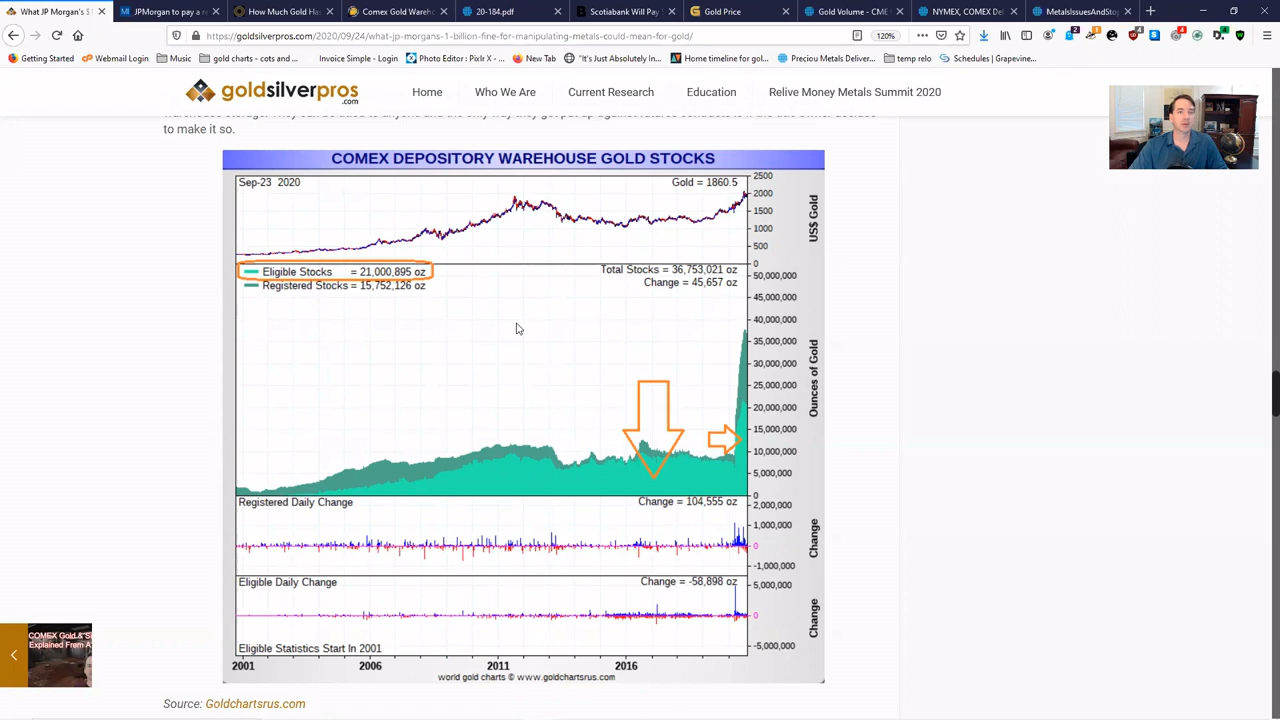 What JP Morgan's $
JPMorgan to pay a re
How Much Gold Ha
Comex Gold Wareh
20-184.pdf
Scotiabank Will Pay
Gold Price
Gold Volume - CME
NYMEX, COMEX De
MetalsIssuesAndStop
https://goldsilverpros.com/2020/09/24/what-jp-morgans-1-billion-fine-for-manipulating-metals-could-mean-for-gold/
120%
Getting Started
Webmail Login
Music
gold charts - cots and
Invoice Simple - Login
Photo Editor : Pixlr X - ...
New Tab
"It's Just Absolutely In...
Home timeline for gol...
Preciou Metals Deliver...
temp relo
Schedules | Grapevine...
goldsilverpros
.com
Home
Who We Are
Current Research
Education
Relive Money Metals Summit 2020
to make it so.
COMEX DEPOSITORY WAREHOUSE GOLD STOCKS
Sep-23 2020
Gold = 1860.5
2500
2000
1500
1000
500
0
US$ Gold
Eligible Stocks = 21,000,895 oz
Registered Stocks = 15,752,126 oz
Total Stocks = 36,753,021 oz
Change = 45,657 oz
50,000,000
45,000,000
40,000,000
35,000,000
30,000,000
25,000,000
20,000,000
15,000,000
10,000,000
5,000,000
0
Ounces of Gold
Registered Daily Change
Change = 104,555 oz
2,000,000
1,000,000
0
-1,000,000
Change
Eligible Daily Change
Change = -58,898 oz
5,000,000
0
-5,000,000
Change
Eligible Statistics Start In 2001
2001
2006
2011
2016
world gold charts © www.goldchartsrus.com
COMEX Gold & Si
Explained From A
Source: Goldchartsrus.com